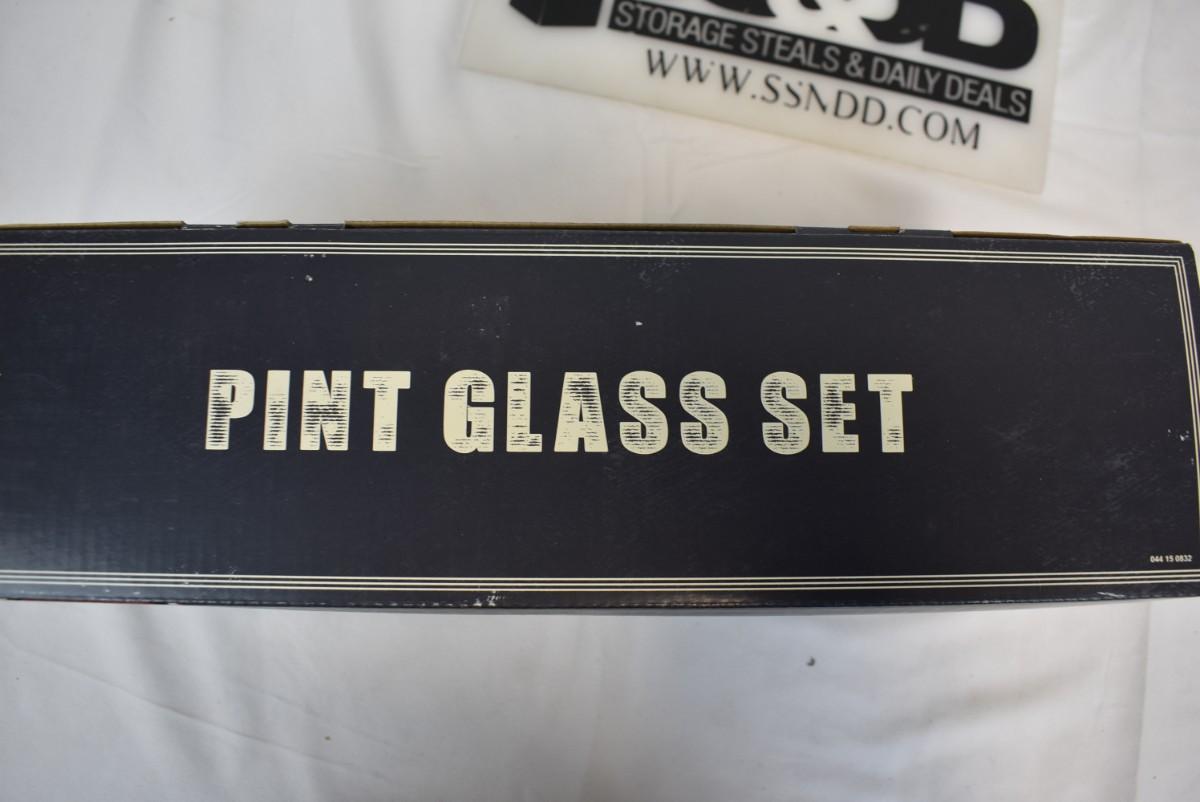 &D
STORAGE STEALS & DAILY DEALS
WWW.SSNDD.COM
PINT GLASS SET
044 15 0832